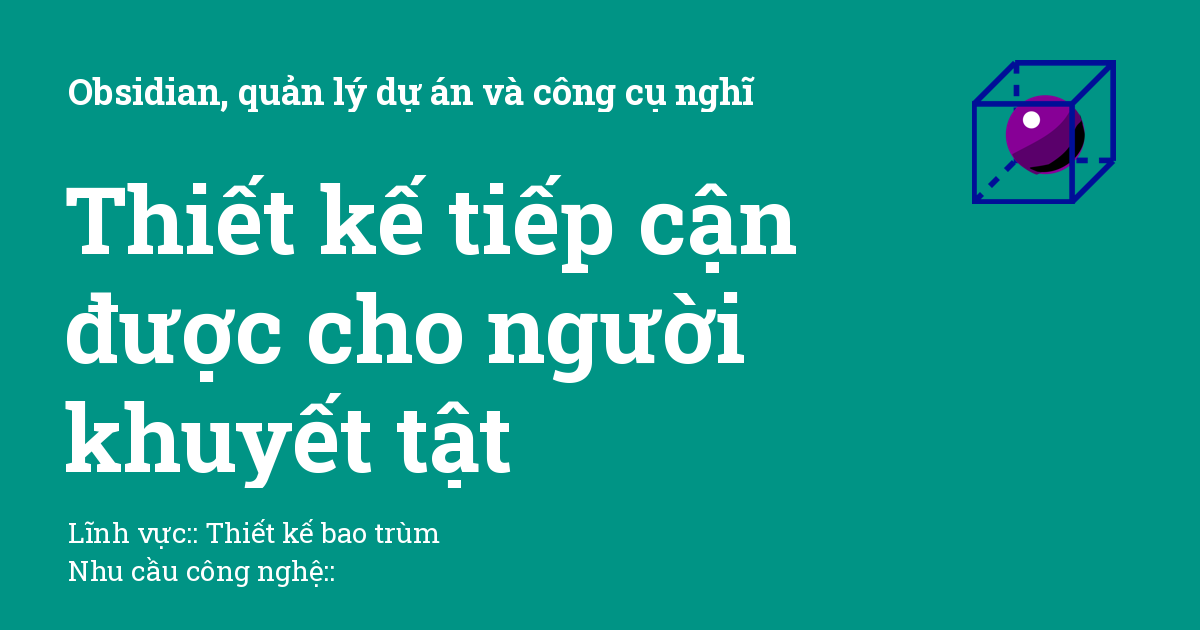 Obsidian, quản lý dự án và công cụ nghĩ
Thiết kế tiếp cận
được cho người
khuyết tật
Lĩnh vực:: Thiết kế bao trùm
Nhu cầu công nghệ::